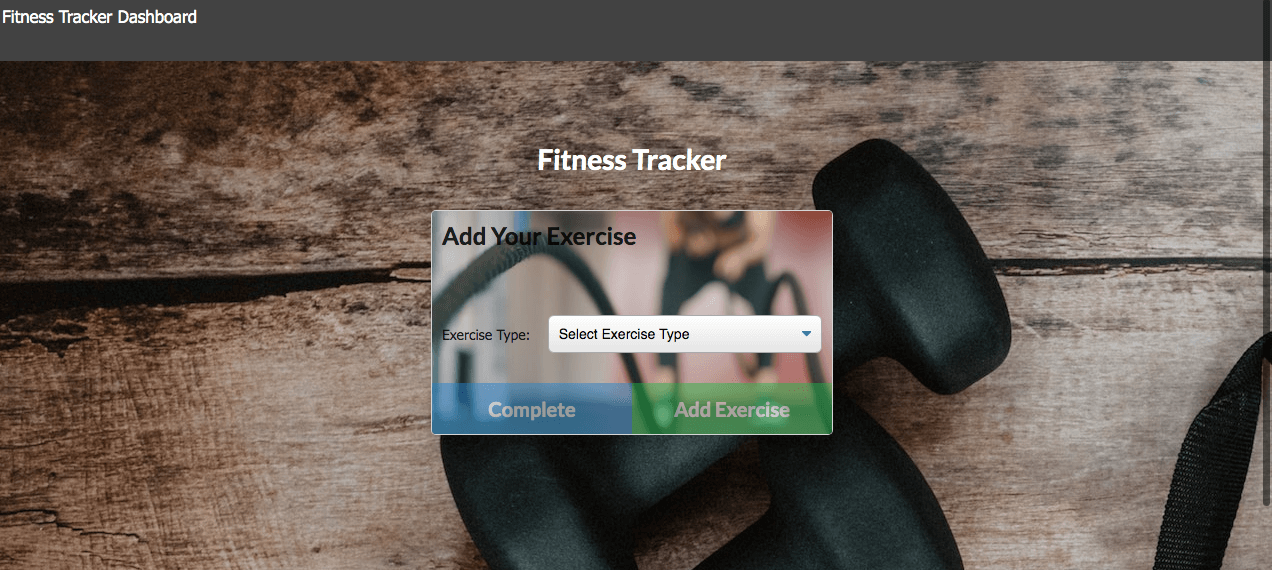 Fitness Tracker Dashboard
Fitness Tracker
Add Your Exercise
Exercise Type: Select Exercise Type
Complete Add Exercise